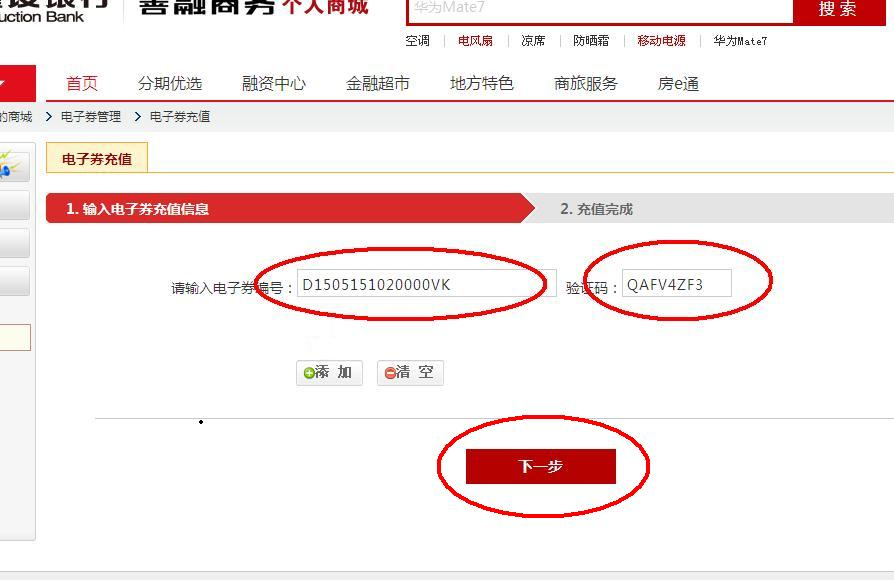 建设银行 善融商务 个人商城
uction Bank
华为Mate7 搜 索
空调 电风扇 凉席 防晒霜 移动电源 华为Mate7
首页 分期优选 融资中心 金融超市 地方特色 商旅服务 房e通
的商城 > 电子券管理 > 电子券充值
电子券充值
1. 输入电子券充值信息 2. 充值完成
请输入电子券编号： D1505151020000VK 验证码： QAFV4ZF3
添 加 清 空
下一步